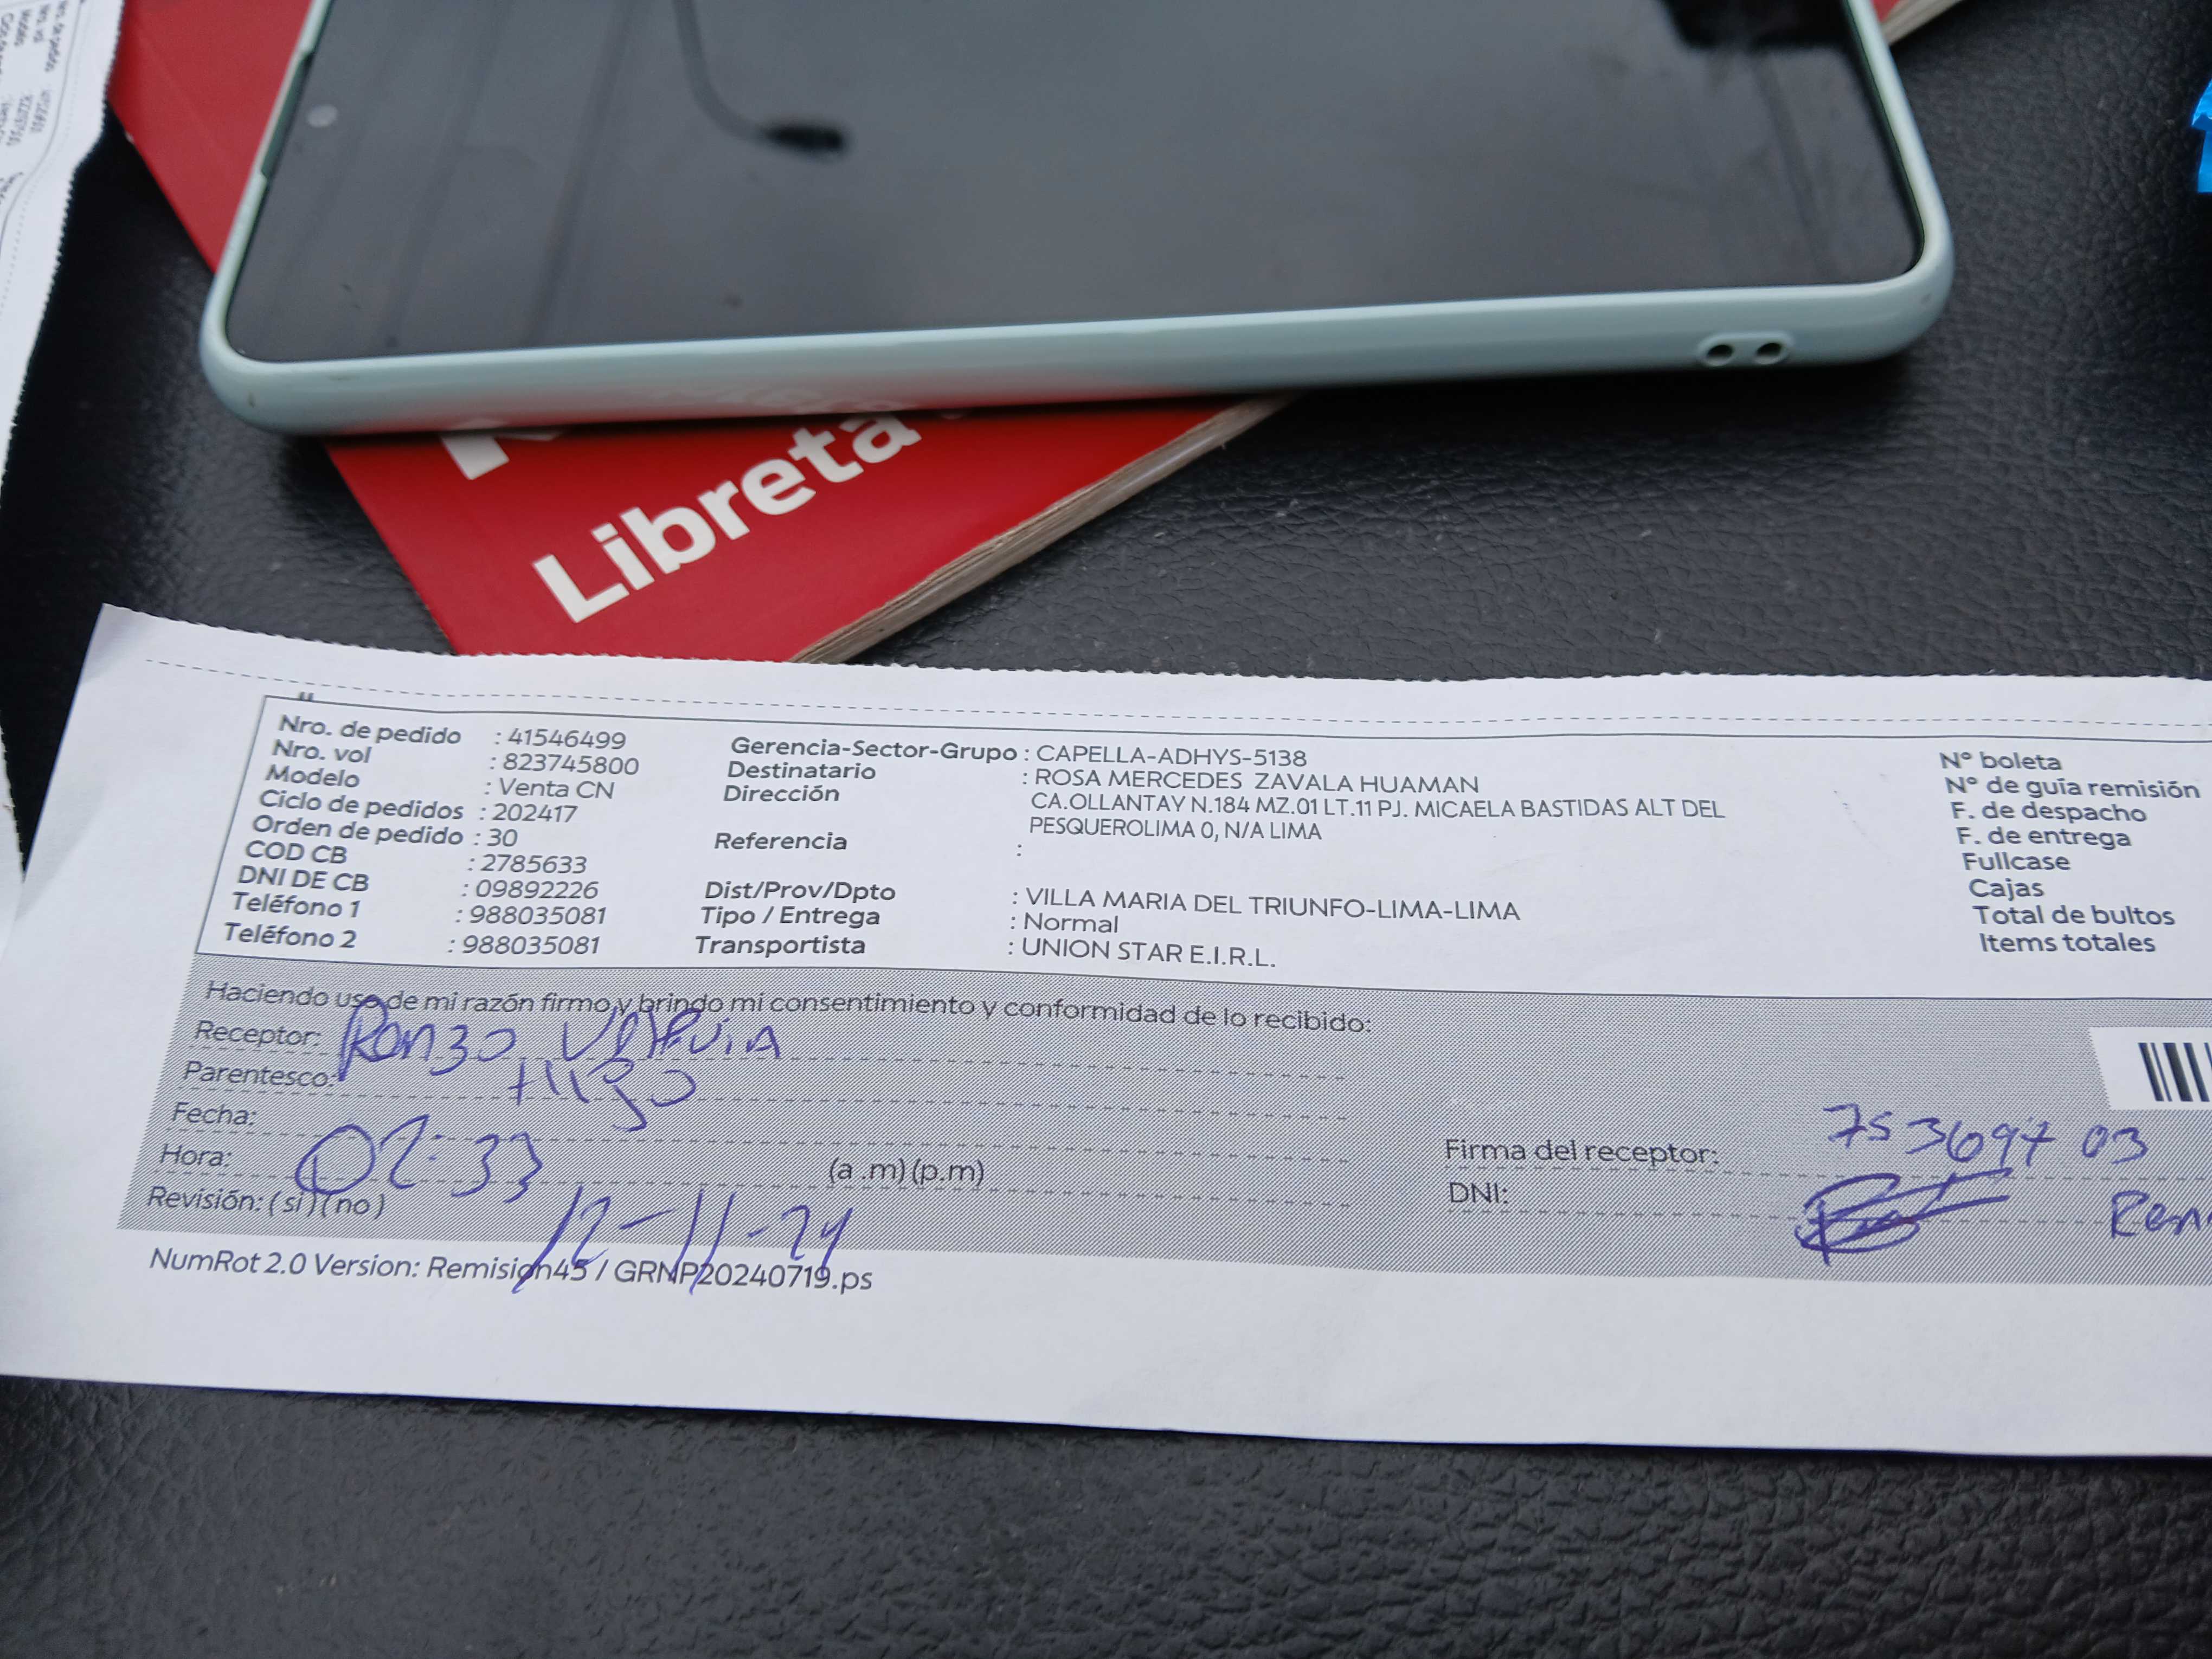 Libreta
Nro. de pedido : 41546499
Nro. vol : 823745800
Modelo : Venta CN
Ciclo de pedidos : 202417
Orden de pedido : 30
COD CB : 2785633
DNI DE CB : 09892226
Teléfono 1 : 988035081
Teléfono 2 : 988035081
Gerencia-Sector-Grupo : CAPELLA-ADHYS-5138
Destinatario : ROSA MERCEDES ZAVALA HUAMAN
Dirección CA.OLLANTAY N.184 MZ.01 LT.11 PJ. MICAELA BASTIDAS ALT DEL
PESQUEROLIMA 0, N/A LIMA
Referencia :
Dist/Prov/Dpto : VILLA MARIA DEL TRIUNFO-LIMA-LIMA
Tipo / Entrega : Normal
Transportista : UNION STAR E.I.R.L.
N° boleta
N° de guía remisión
F. de despacho
F. de entrega
Fullcase
Cajas
Total de bultos
Items totales
Haciendo uso de mi razón firmo y brindo mi consentimiento y conformidad de lo recibido:
Receptor: Renzo
Parentesco: Hijo
Fecha:
Hora: 02:33 (a .m) (p.m)
Revisión: ( si ) ( no )
12-11-24
Firma del receptor: 75369703
DNI:
NumRot 2.0 Version: Remision45 / GRNP20240719.ps